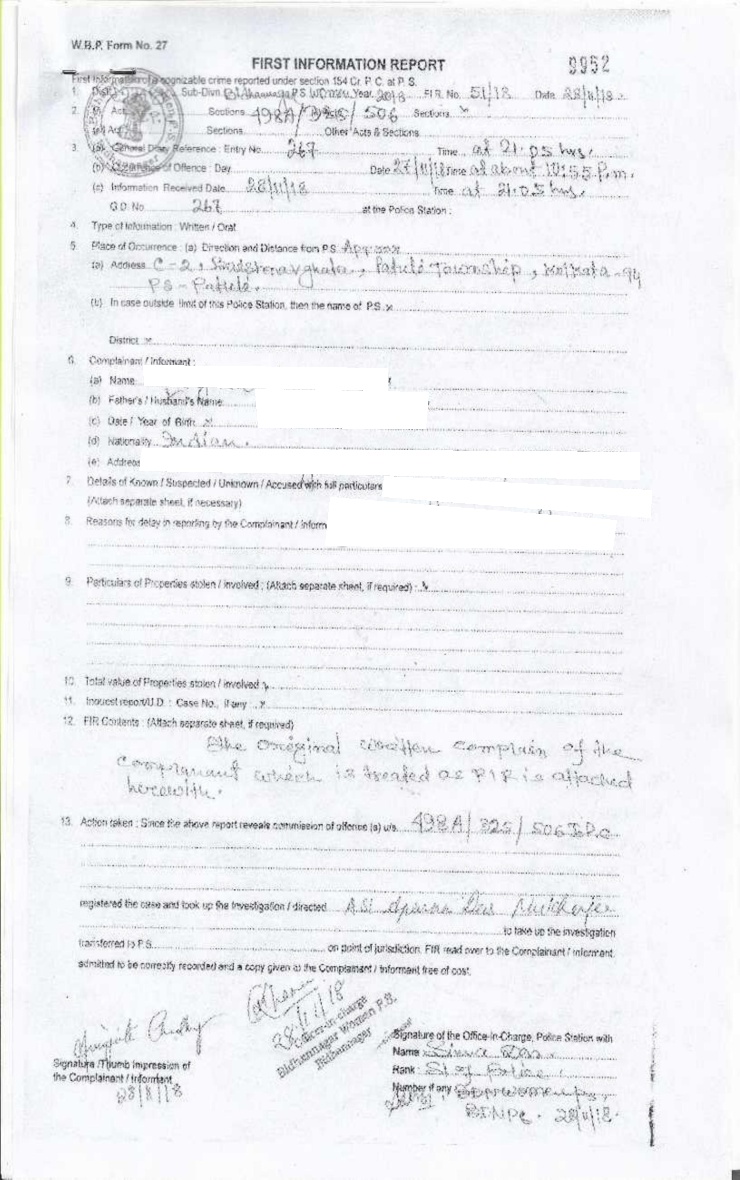 W.B.P. Form No. 27
FIRST INFORMATION REPORT
9952
First Information of a cognizable crime reported under section 154 Cr. P. C. at P. S.
1. Sub-Divn. Bidhannagar P.S Women Year 2018 F.I.R. No. 51/18 Date 28/11/18
2. Act Sections 498A/325/506 Sections x
Act Sections Other Acts & Sections
3. (a) General Diary Reference : Entry No. 267 Time at 21:05 hrs.
(b) Occurrence of Offence : Day Date 27/11/18 Time at about 10:55 P.m.
(c) Information Received Date 28/11/18 Time at 21:05 hrs.
G.D. No. 267 at the Police Station :
4. Type of Information : Written / Oral
5. Place of Occurrence : (a) Direction and Distance from P.S. Approx
(a) Address C-2, Patuli Township, Kolkata-94
PS - Patuli.
(b) In case outside limit of this Police Station, then the name of P.S. x
District x
6. Complainant / Informant :
(a) Name
(b) Father's / Husband's Name
(c) Date / Year of Birth x
(d) Nationality Indian.
(e) Address
7. Details of Known / Suspected / Unknown / Accused with full particulars
(Attach separate sheet, if necessary)
8. Reasons for delay in reporting by the Complainant / Inform
9. Particulars of Properties stolen / involved : (Attach separate sheet, if required) :
10. Total value of Properties stolen / involved
11. Inquest report/U.D. : Case No., if any x
12. FIR Contents : (Attach separate sheet, if required)
The original written complain of the
complainant which is treated as FIR is attached
herewith.
13. Action taken : Since the above report reveals commission of offence (s) u/s. 498A/325/506 I.P.C
registered the case and took up the investigation / directed ASI
to take up the investigation
transferred to P.S. on point of jurisdiction. FIR read over to the Complainant / Informant,
admitted to be correctly recorded and a copy given to the Complainant / Informant free of cost.
28/11/18
Officer-in-charge
Bidhannagar Women P.S.
Bidhannagar
Signature /Thumb Impression of
the Complainant / Informant
28/11/18
Signature of the Office-In-Charge, Police Station with
Name Das
Rank : SI of Police
Number if any
28/11/18.